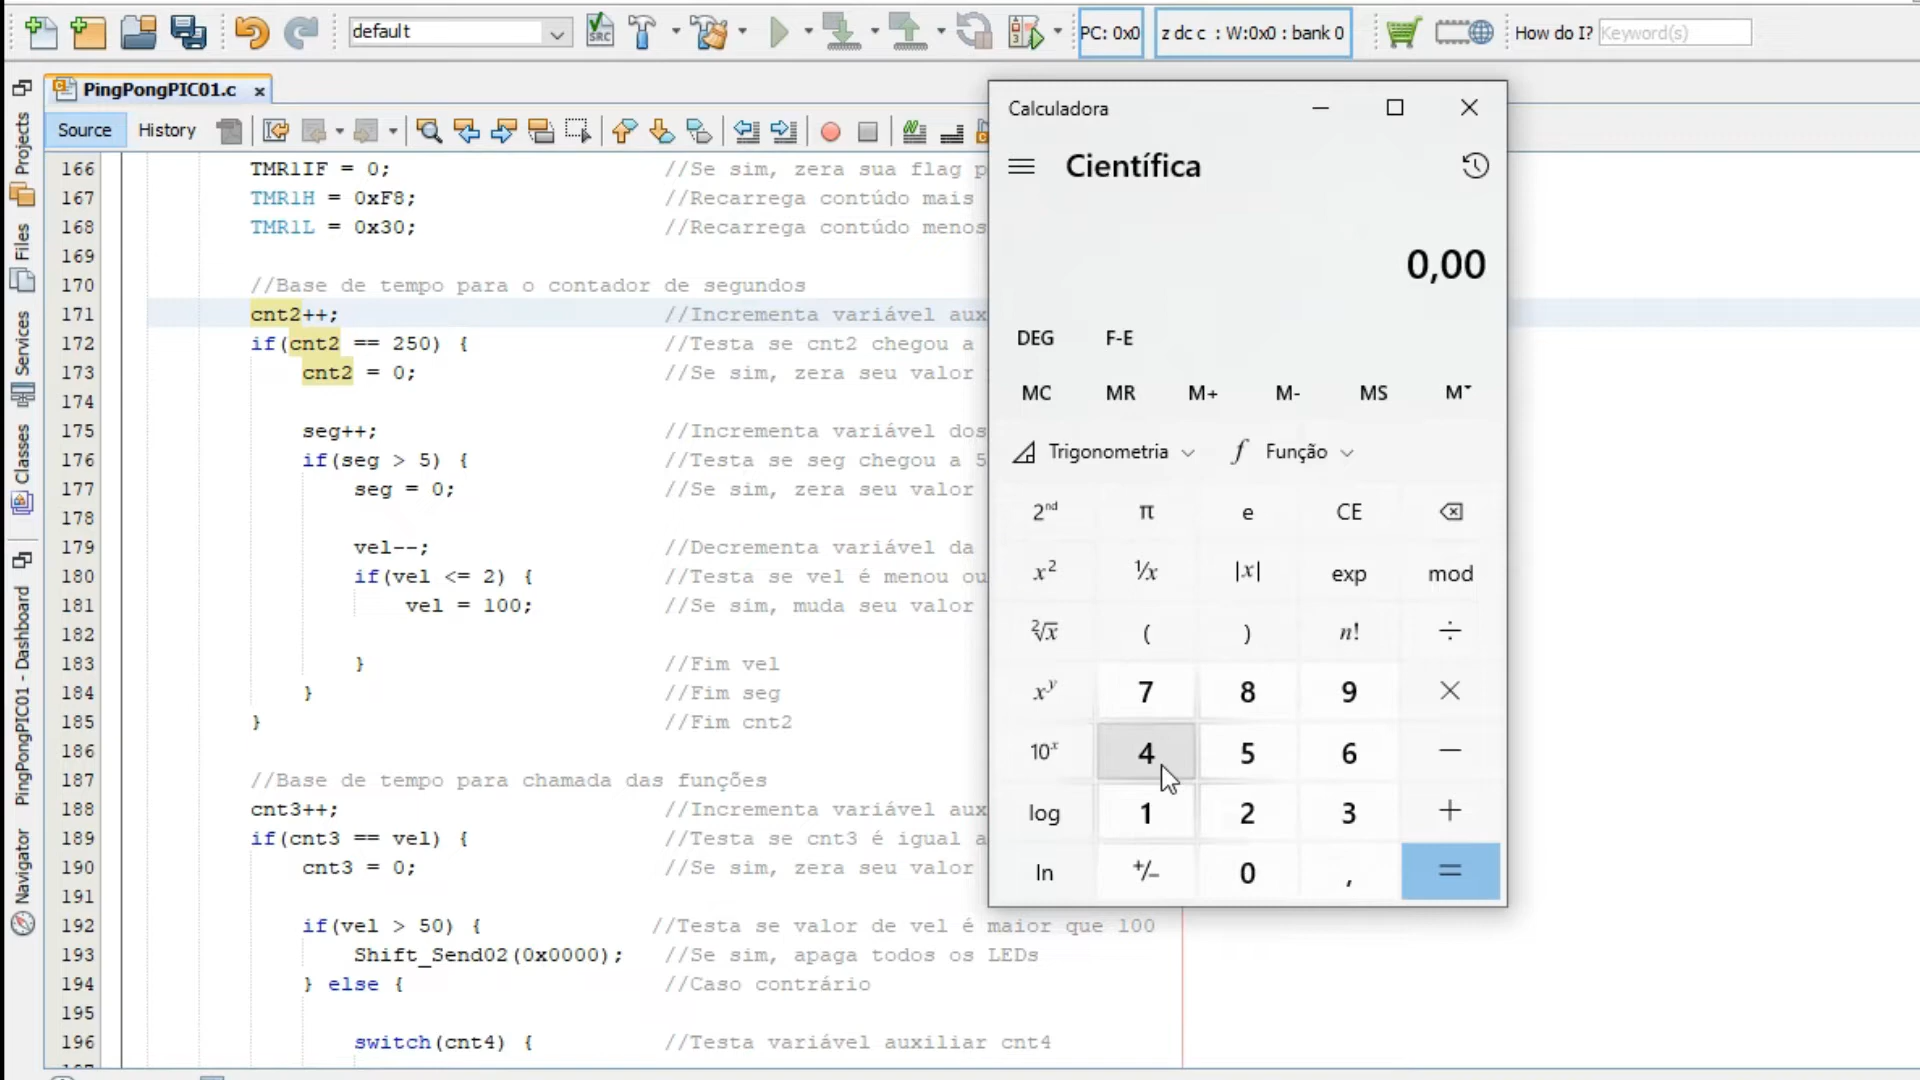 default
PC: 0x0
z dc c : W:0x0 : bank 0
How do I?
Keyword(s)
PingPongPIC01.c
Source
History
Projects
Files
Services
Classes
PingPongPIC01 - Dashboard
Navigator
166 TMR1IF = 0; //Se sim, zera sua flag p
167 TMR1H = 0xF8; //Recarrega contúdo mais
168 TMR1L = 0x30; //Recarrega contúdo menos
169
170 //Base de tempo para o contador de segundos
171 cnt2++; //Incrementa variável aux
172 if(cnt2 == 250) { //Testa se cnt2 chegou a
173 cnt2 = 0; //Se sim, zera seu valor
174
175 seg++; //Incrementa variável dos
176 if(seg > 5) { //Testa se seg chegou a 5
177 seg = 0; //Se sim, zera seu valor
178
179 vel--; //Decrementa variável da
180 if(vel <= 2) { //Testa se vel é menou ou
181 vel = 100; //Se sim, muda seu valor
182
183 } //Fim vel
184 } //Fim seg
185 } //Fim cnt2
186
187 //Base de tempo para chamada das funções
188 cnt3++; //Incrementa variável aux
189 if(cnt3 == vel) { //Testa se cnt3 é igual a
190 cnt3 = 0; //Se sim, zera seu valor
191
192 if(vel > 50) { //Testa se valor de vel é maior que 100
193 Shift_Send02(0x0000); //Se sim, apaga todos os LEDs
194 } else { //Caso contrário
195
196 switch(cnt4) { //Testa variável auxiliar cnt4
Calculadora
Científica
0,00
DEG F-E
MC MR M+ M- MS M˅
Trigonometria f Função
2nd π e CE
x² ¹/x |x| exp mod
²√x ( ) n! ÷
xʸ 7 8 9 ×
10ˣ 4 5 6 −
log 1 2 3 +
ln +/− 0 , =